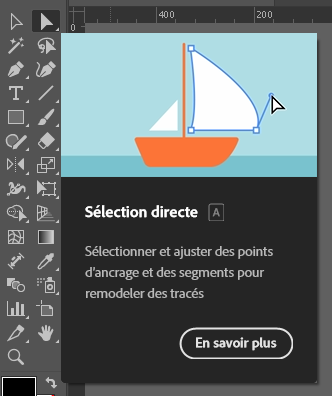 400
200
0
Sélection directe A
Sélectionner et ajuster des points
d'ancrage et des segments pour
remodeler des tracés
En savoir plus